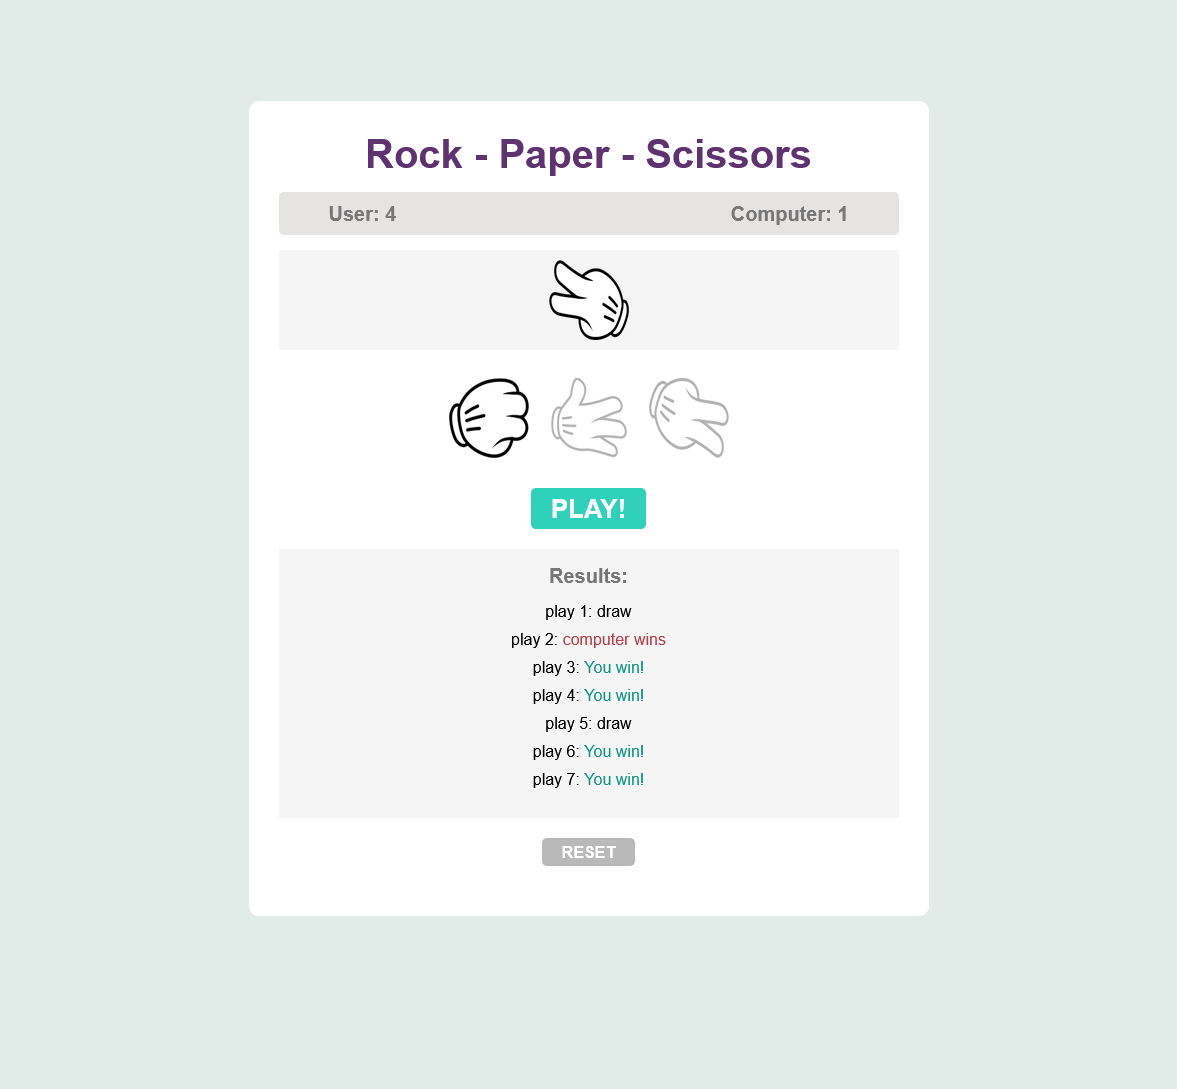 Rock - Paper - Scissors
User: 4 Computer: 1
PLAY!
Results:
play 1: draw
play 2: computer wins
play 3: You win!
play 4: You win!
play 5: draw
play 6: You win!
play 7: You win!
RESET